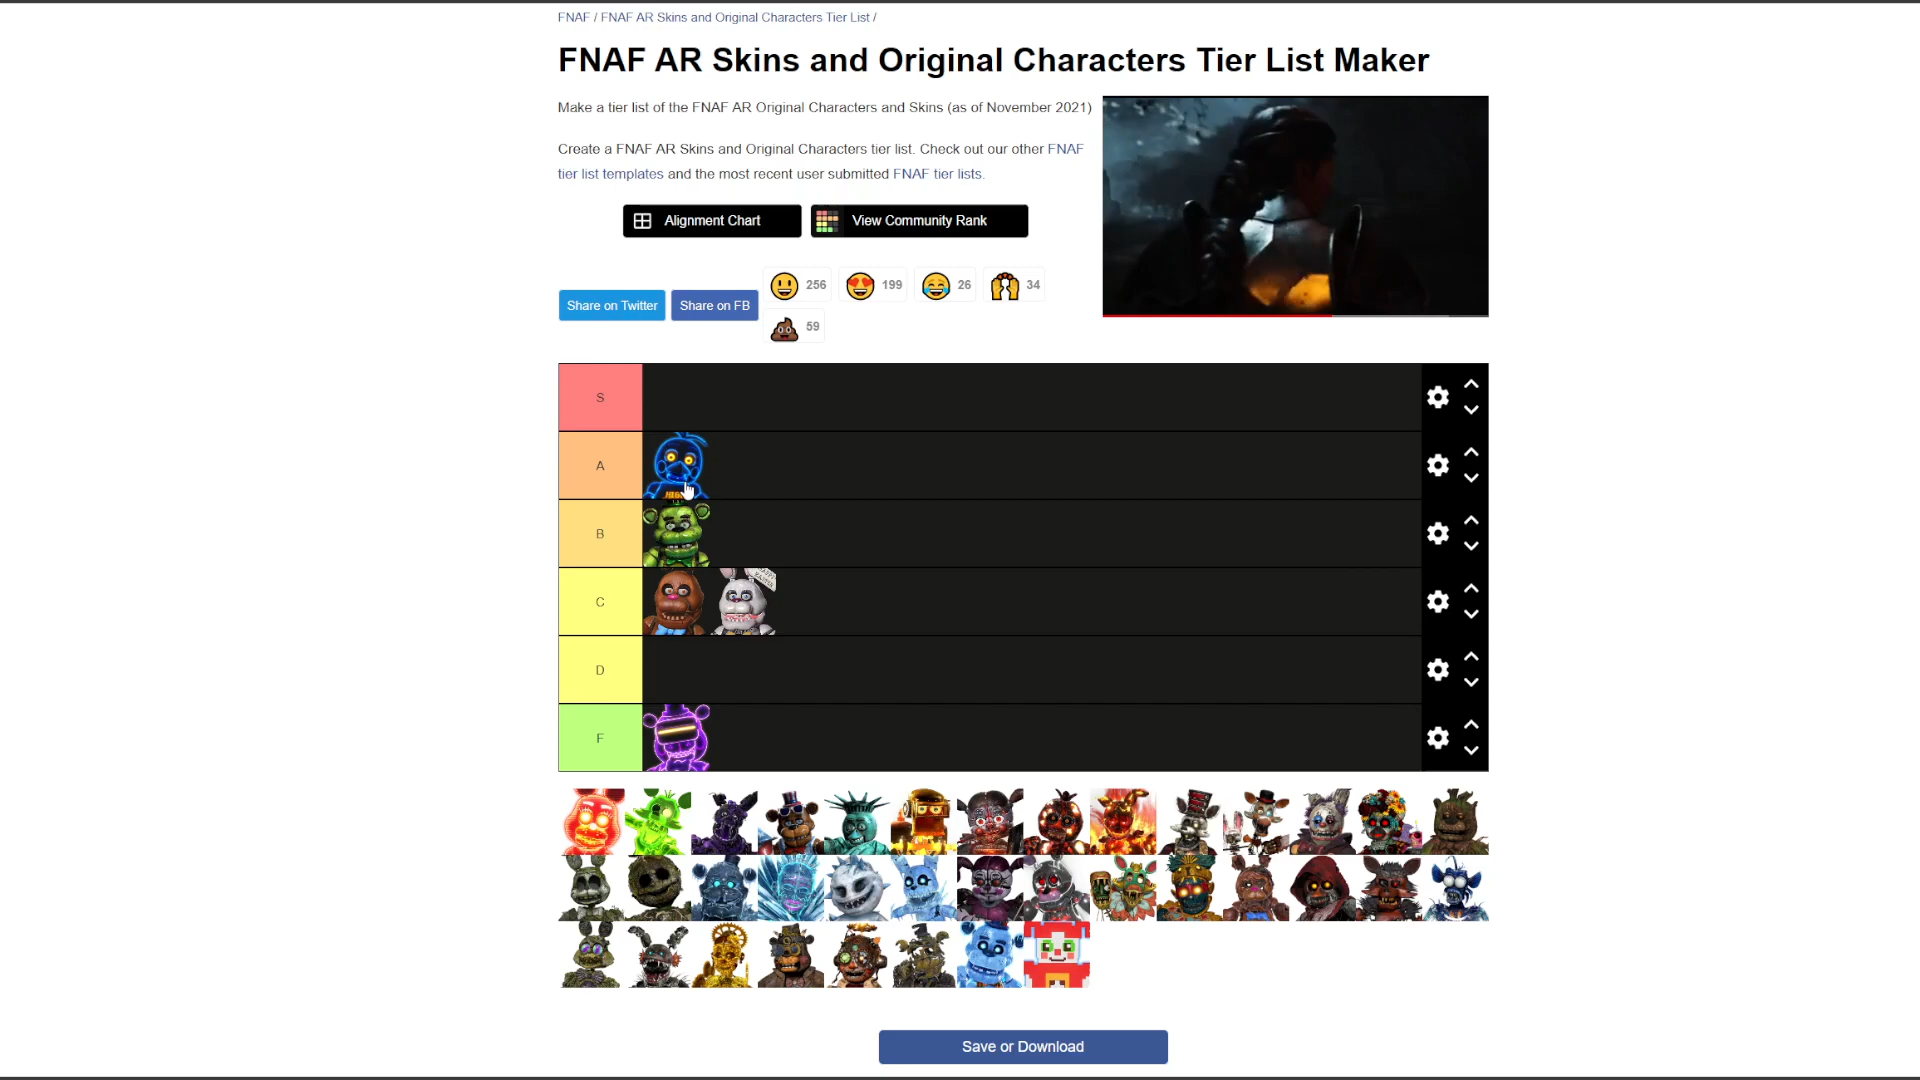 FNAF / FNAF AR Skins and Original Characters Tier List /
FNAF AR Skins and Original Characters Tier List Maker
Make a tier list of the FNAF AR Original Characters and Skins (as of November 2021)
Create a FNAF AR Skins and Original Characters tier list. Check out our other FNAF
tier list templates and the most recent user submitted FNAF tier lists.
Alignment Chart
View Community Rank
256
199
26
34
Share on Twitter
Share on FB
59
S
A
B
C
D
F
Save or Download